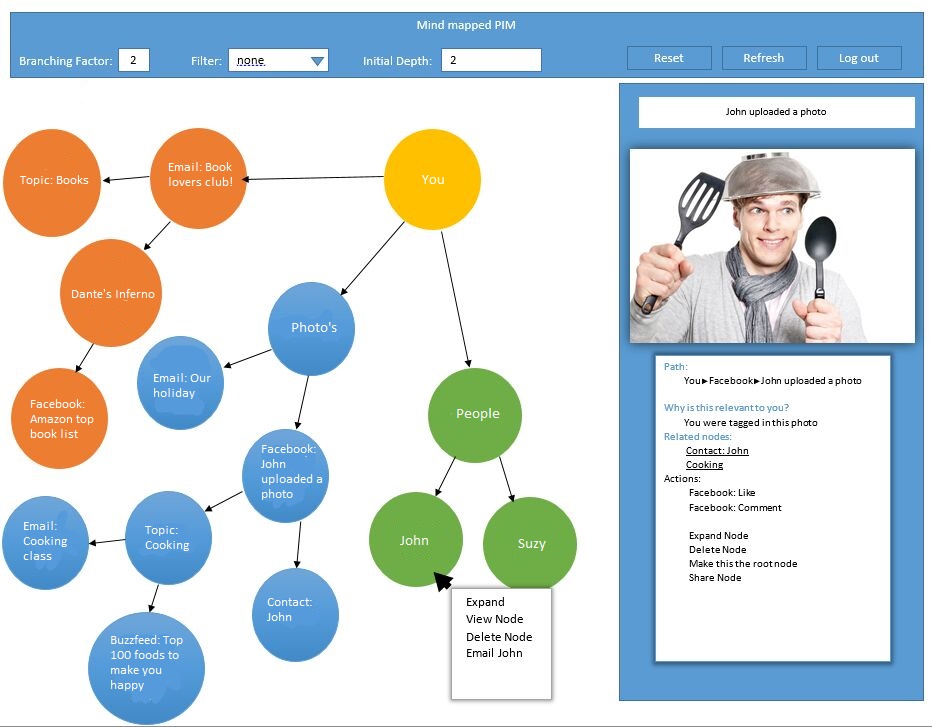 Mind mapped PIM
Branching Factor: 2
Filter: none
Initial Depth: 2
Reset
Refresh
Log out
Topic: Books
Email: Book
lovers club!
You
Dante's Inferno
Photo's
Email: Our
holiday
Facebook:
Amazon top
book list
People
Facebook:
John
uploaded a
photo
Email:
Cooking
class
Topic:
Cooking
John
Suzy
Contact:
John
Buzzfeed: Top
100 foods to
make you
happy
Expand
View Node
Delete Node
Email John
John uploaded a photo
Path:
You▶Facebook▶John uploaded a photo
Why is this relevant to you?
You were tagged in this photo
Related nodes:
Contact: John
Cooking
Actions:
Facebook: Like
Facebook: Comment
Expand Node
Delete Node
Make this the root node
Share Node